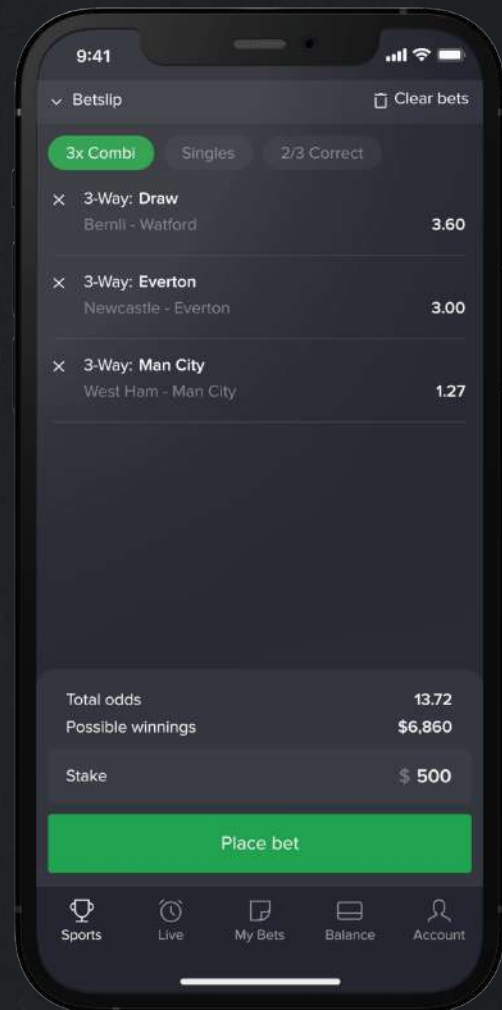 9:41
Betslip
Clear bets
3x Combi Singles 2/3 Correct
3-Way: Draw
Bernli - Watford 3.60
3-Way: Everton
Newcastle - Everton 3.00
3-Way: Man City
West Ham - Man City 1.27
Total odds 13.72
Possible winnings $6,860
Stake $ 500
Place bet
Sports Live My Bets Balance Account